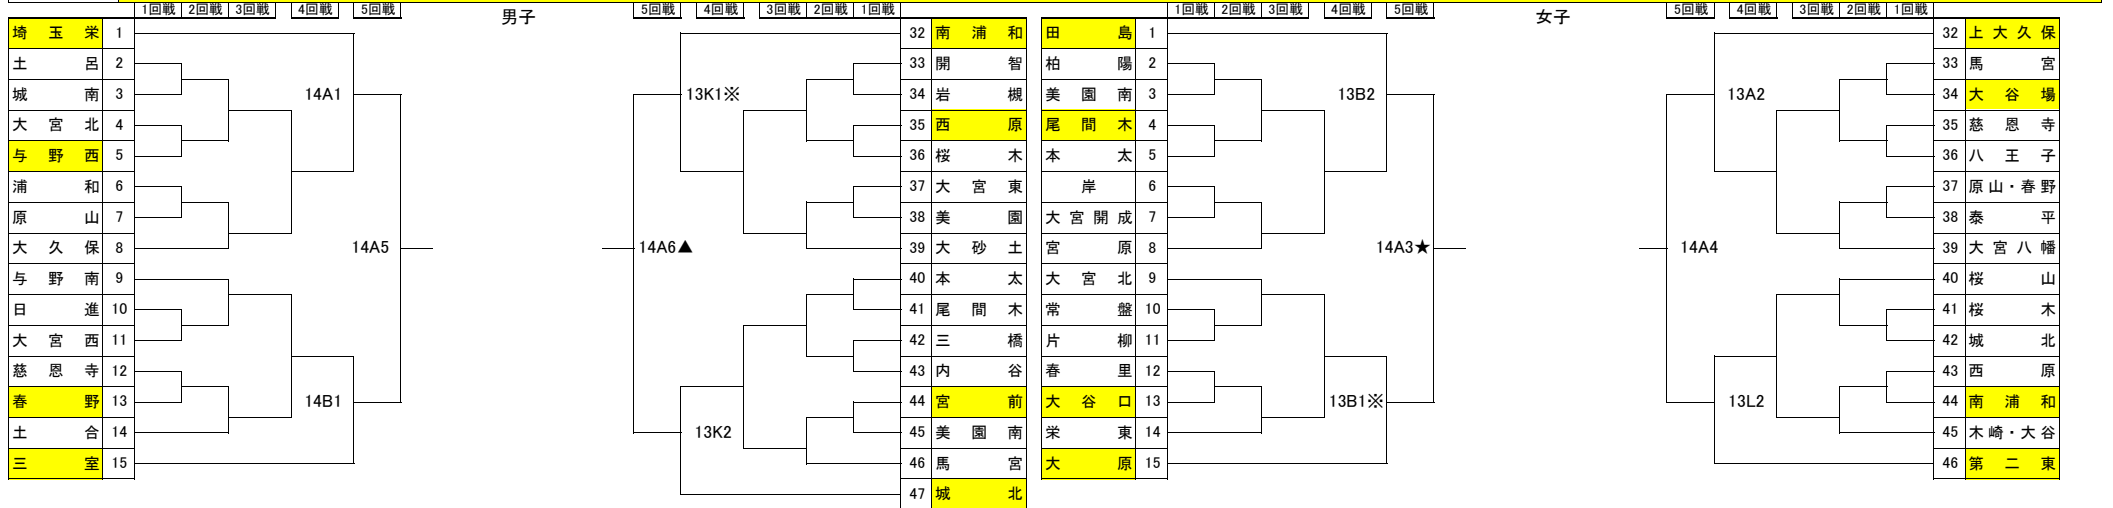 1回戦 2回戦 3回戦 4回戦 5回戦 男子 5回戦 4回戦 3回戦 2回戦 1回戦 1回戦 2回戦 3回戦 4回戦 5回戦 女子 5回戦 4回戦 3回戦 2回戦 1回戦
埼玉栄 1 32 南浦和 田島 1 32 上大久保
土呂 2 33 開智 柏陽 2 33 馬宮
城南 3 14A1 13K1※ 34 岩槻 美園南 3 13B2 13A2 34 大谷場
大宮北 4 35 西原 尾間木 4 35 慈恩寺
与野西 5 36 桜木 本太 5 36 八王子
浦和 6 37 大宮東 岸 6 37 原山・春野
原山 7 38 美園 大宮開成 7 38 泰平
大久保 8 14A5 14A6▲ 39 大砂土 宮原 8 14A3★ 14A4 39 大宮八幡
与野南 9 40 本太 大宮北 9 40 桜山
日進 10 41 尾間木 常盤 10 41 桜木
大宮西 11 42 三橋 片柳 11 42 城北
慈恩寺 12 43 内谷 春里 12 43 西原
春野 13 14B1 44 宮前 大谷口 13 13B1※ 13L2 44 南浦和
土合 14 13K2 45 美園南 栄東 14 45 木崎・大谷
三室 15 46 馬宮 大原 15 46 第二東
47 城北